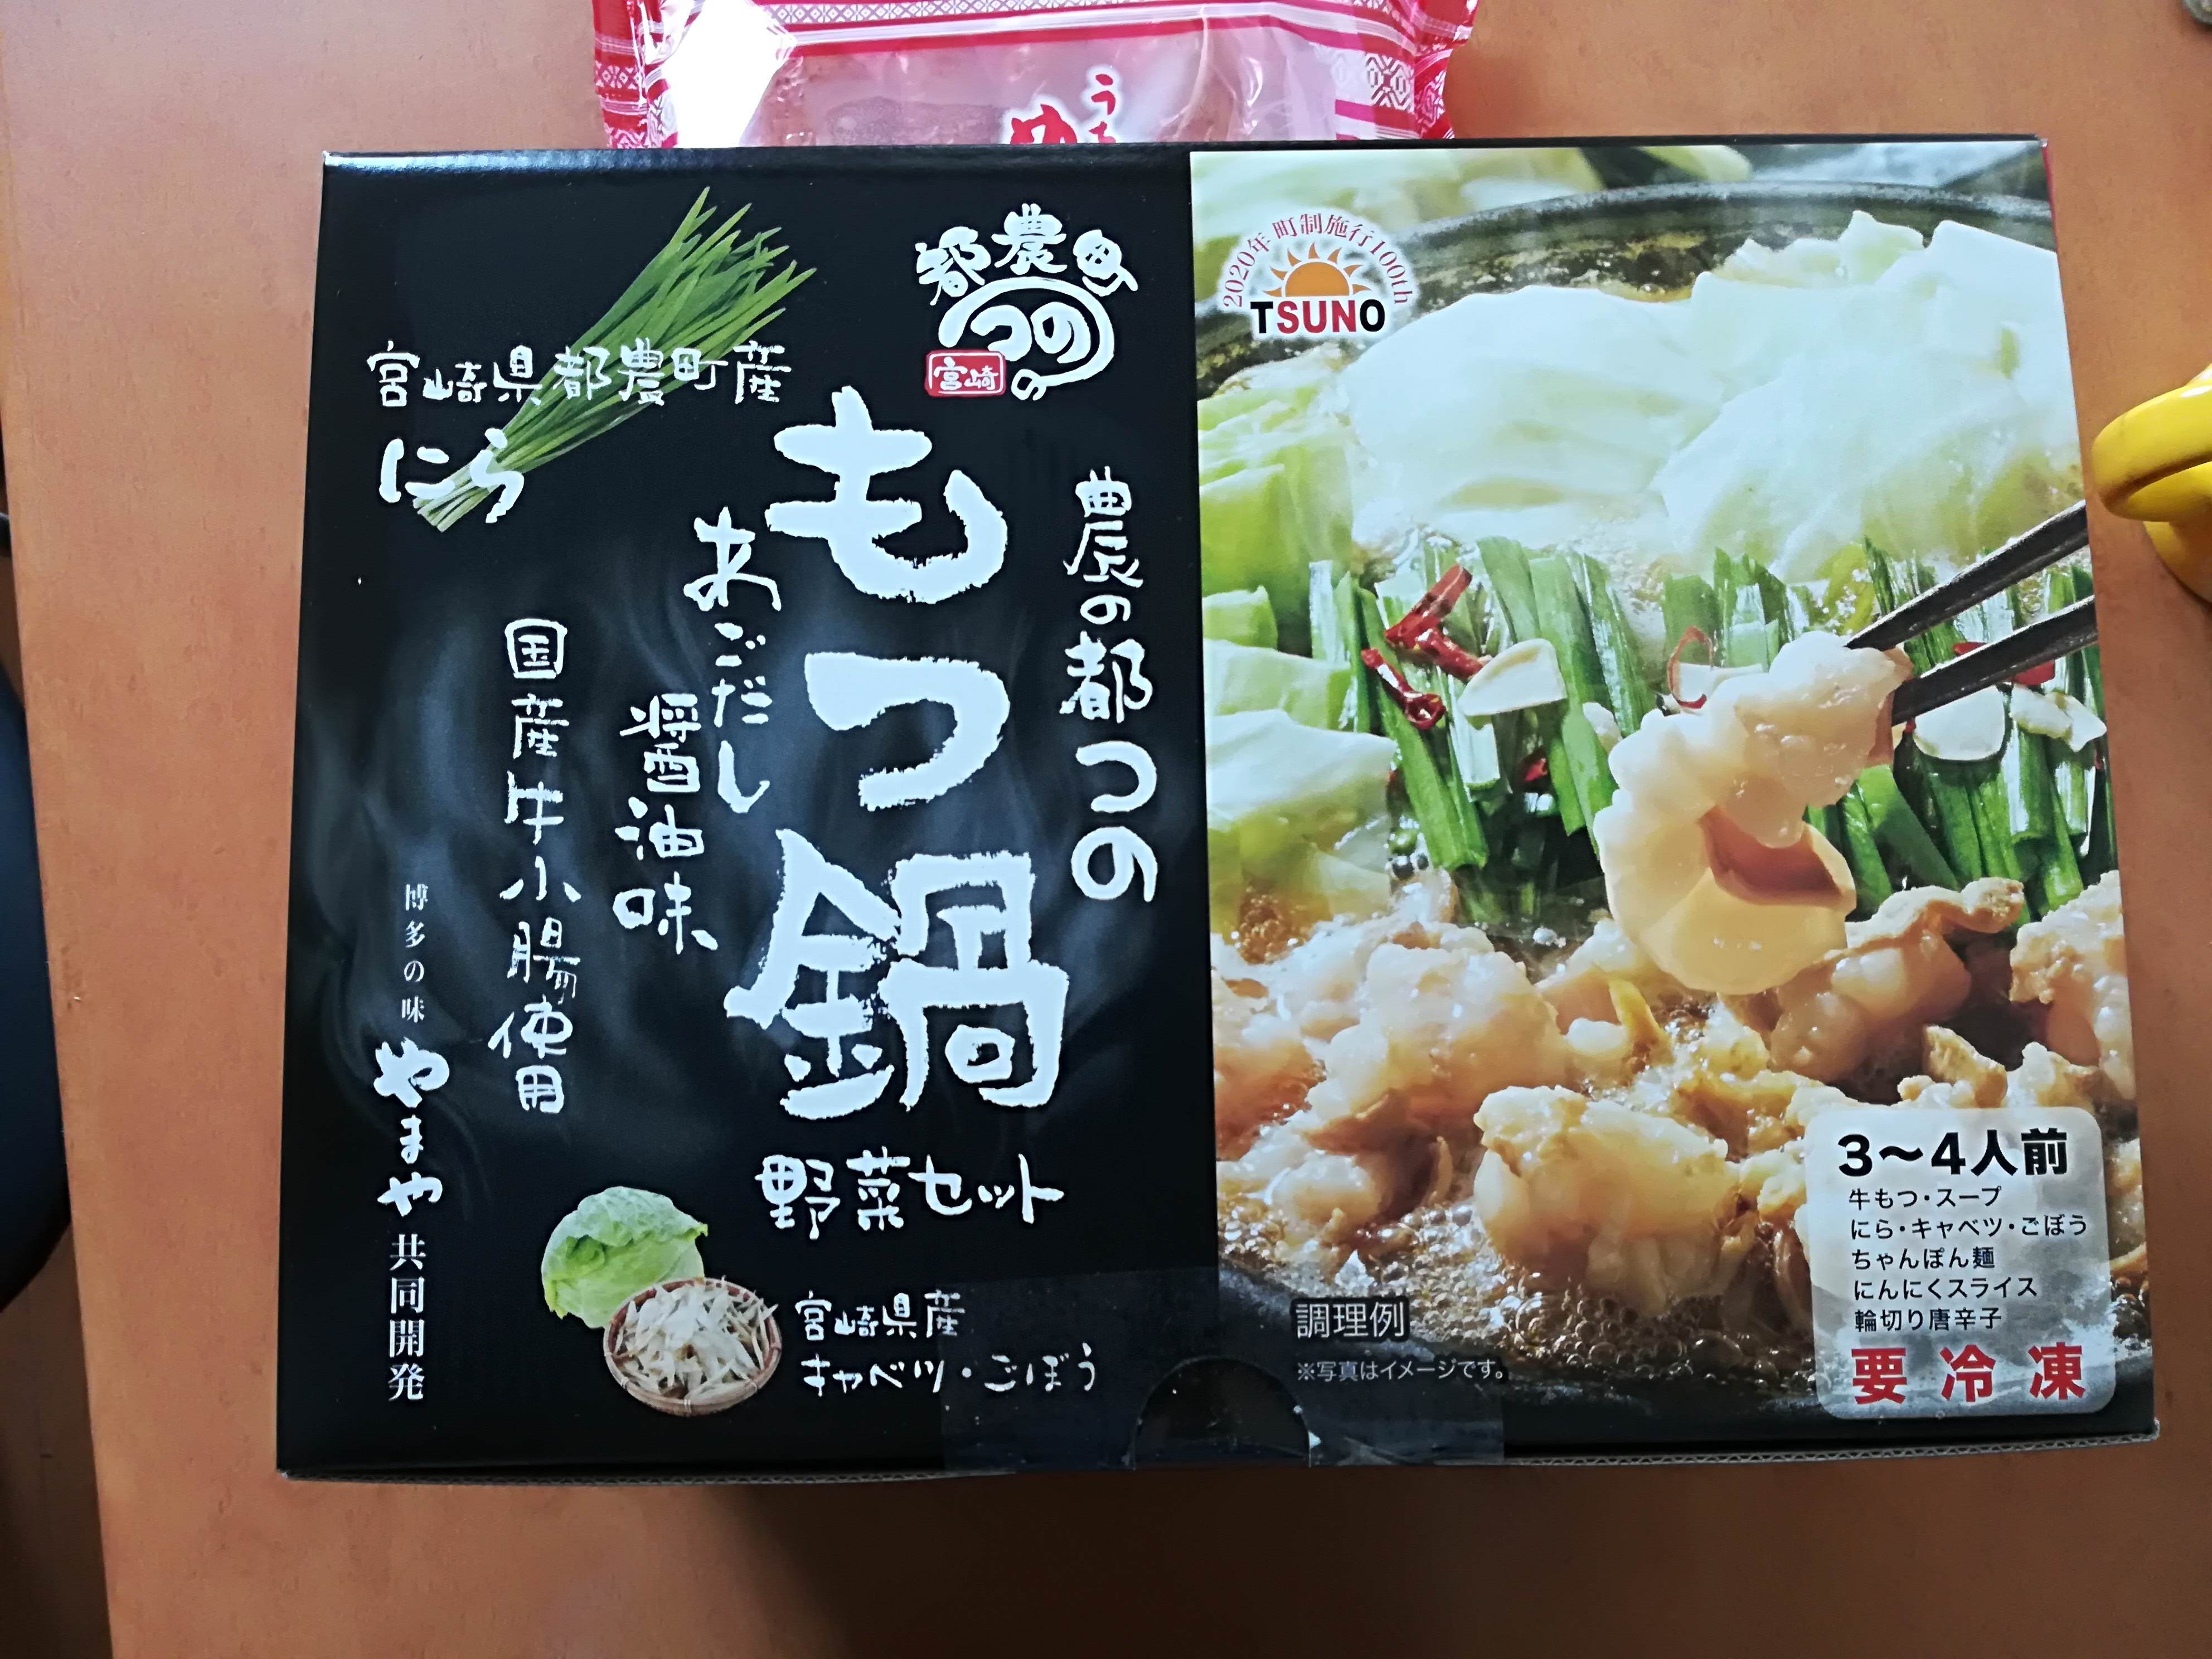 都農町
つの
宮崎
宮崎県都農町産
にら
農の都つの
もつ鍋
野菜セット
あごだし
醤油味
国産牛小腸使用
博多の味 やまや 共同開発
宮崎県産
キャベツ・ごぼう
2020年 町制施行100th
TSUNO
調理例
※写真はイメージです。
3〜4人前
牛もつ・スープ
にら・キャベツ・ごぼう
ちゃんぽん麺
にんにくスライス
輪切り唐辛子
要冷凍